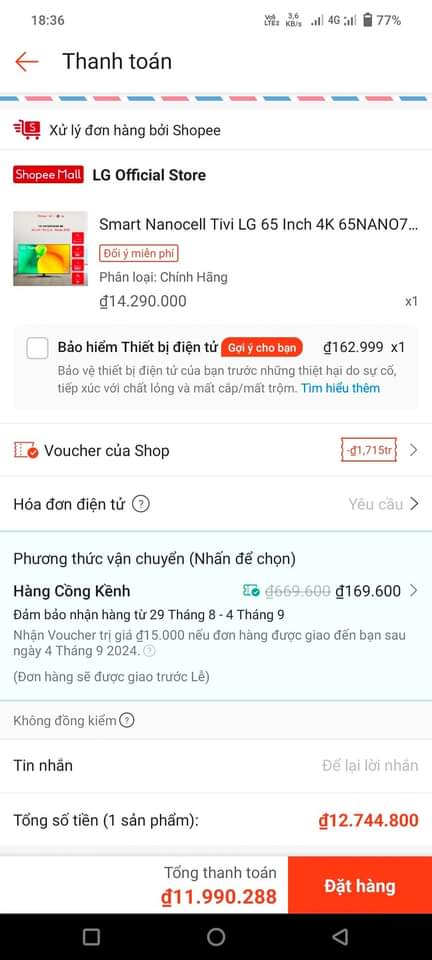 18:36
Vo5 LTE2 3,6 KB/s 4G 77%
Thanh toán
Xử lý đơn hàng bởi Shopee
Shopee Mall LG Official Store
Smart Nanocell Tivi LG 65 Inch 4K 65NANO7...
Đổi ý miễn phí
Phân loại: Chính Hãng
₫14.290.000 x1
Bảo hiểm Thiết bị điện tử Gợi ý cho bạn ₫162.999 x1
Bảo vệ thiết bị điện tử của bạn trước những thiệt hại do sự cố,
tiếp xúc với chất lỏng và mất cắp/mất trộm. Tìm hiểu thêm
Voucher của Shop -₫1,715tr
Hóa đơn điện tử ? Yêu cầu
Phương thức vận chuyển (Nhấn để chọn)
Hàng Cồng Kềnh ₫669.600 ₫169.600
Đảm bảo nhận hàng từ 29 Tháng 8 - 4 Tháng 9
Nhận Voucher trị giá ₫15.000 nếu đơn hàng được giao đến bạn sau
ngày 4 Tháng 9 2024. ?
(Đơn hàng sẽ được giao trước Lễ)
Không đồng kiểm ?
Tin nhắn Để lại lời nhắn
Tổng số tiền (1 sản phẩm): ₫12.744.800
Tổng thanh toán
₫11.990.288
Đặt hàng